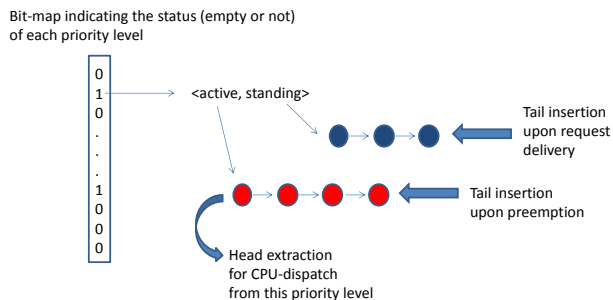 Bit-map indicating the status (empty or not)
of each priority level
0
1
0
.
.
.
1
0
0
0
<active, standing>
Tail insertion
upon request
delivery
Tail insertion
upon preemption
Head extraction
for CPU-dispatch
from this priority level